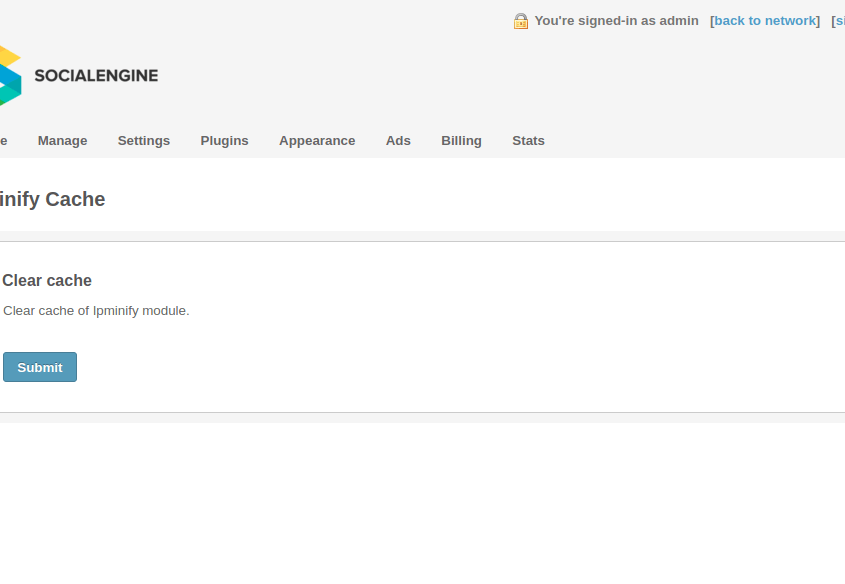 You're signed-in as admin [back to network] [si
SOCIALENGINE
e Manage Settings Plugins Appearance Ads Billing Stats
inify Cache
Clear cache
Clear cache of lpminify module.
Submit